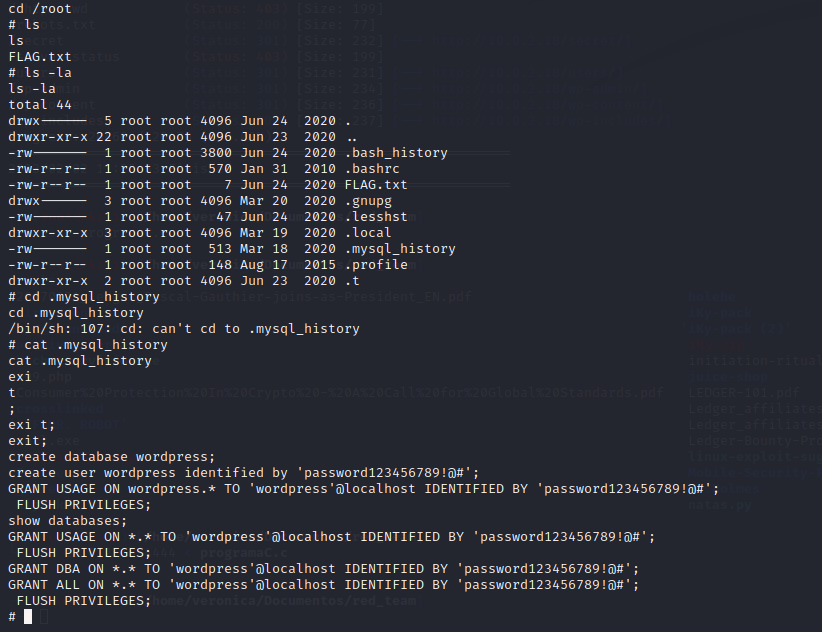 cd /root
# ls
ls
FLAG.txt
# ls -la
ls -la
total 44
drwx------  5 root root 4096 Jun 24  2020 .
drwxr-xr-x 22 root root 4096 Jun 23  2020 ..
-rw-------  1 root root 3800 Jun 24  2020 .bash_history
-rw-r--r--  1 root root  570 Jan 31  2010 .bashrc
-rw-r--r--  1 root root    7 Jun 24  2020 FLAG.txt
drwx------  3 root root 4096 Mar 20  2020 .gnupg
-rw-------  1 root root   47 Jun 24  2020 .lesshst
drwxr-xr-x  3 root root 4096 Mar 19  2020 .local
-rw-------  1 root root  513 Mar 18  2020 .mysql_history
-rw-r--r--  1 root root  148 Aug 17  2015 .profile
drwxr-xr-x  2 root root 4096 Jun 23  2020 .t
# cd .mysql_history
cd .mysql_history
/bin/sh: 107: cd: can't cd to .mysql_history
# cat .mysql_history
cat .mysql_history
exi
t
;
exi t;
exit;
create database wordpress;
create user wordpress identified by 'password123456789!@#';
GRANT USAGE ON wordpress.* TO 'wordpress'@localhost IDENTIFIED BY 'password123456789!@#';
 FLUSH PRIVILEGES;
show databases;
GRANT USAGE ON *.* TO 'wordpress'@localhost IDENTIFIED BY 'password123456789!@#';
 FLUSH PRIVILEGES;
GRANT DBA ON *.* TO 'wordpress'@localhost IDENTIFIED BY 'password123456789!@#';
GRANT ALL ON *.* TO 'wordpress'@localhost IDENTIFIED BY 'password123456789!@#';
 FLUSH PRIVILEGES;
#